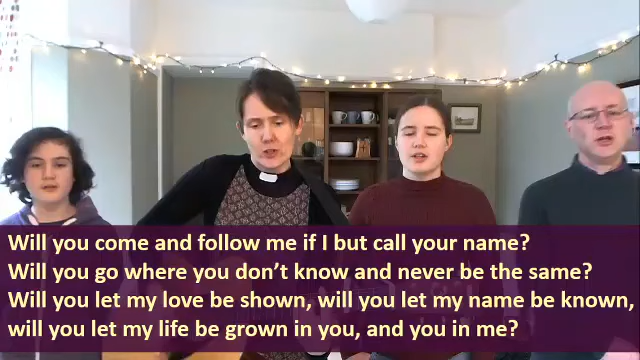 Will you come and follow me if I but call your name?
Will you go where you don't know and never be the same?
Will you let my love be shown, will you let my name be known,
will you let my life be grown in you, and you in me?